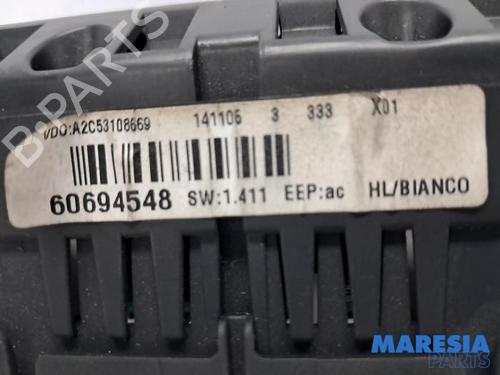 VDO:A2C53108669 141106 3 333 X01
60694548 SW:1.411 EEP:ac HL/BIANCO
B-PARTS
MARESIA
PARTS